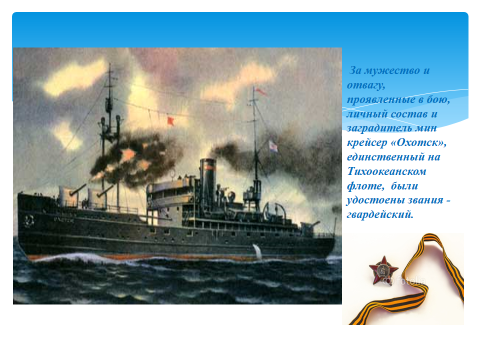 За мужество и
отвагу,
проявленные в бою,
личный состав и
заградитель мин
крейсер «Охотск»,
единственный на
Тихоокеанском
флоте, были
удостоены звания -
гвардейский.